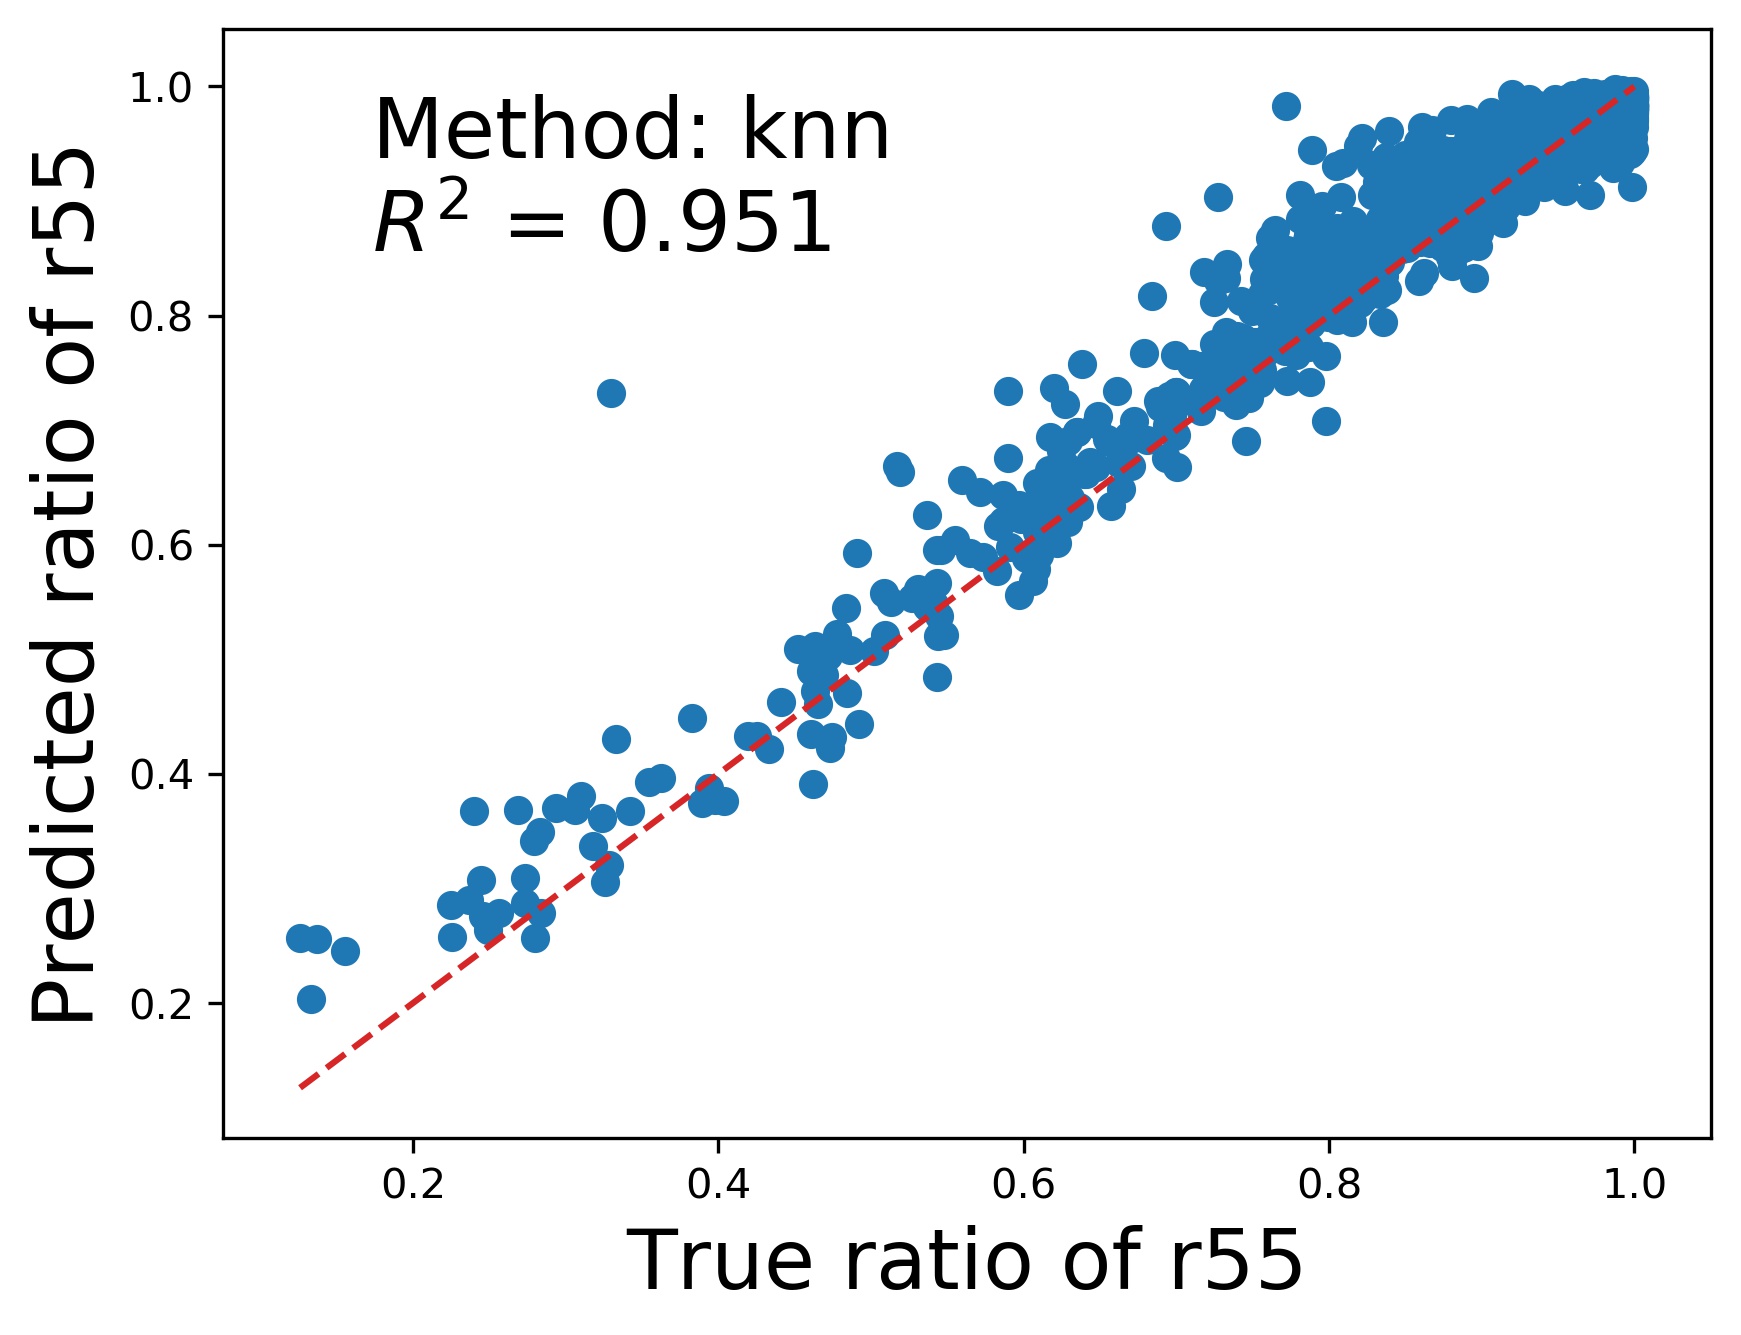 Method: knn
R² = 0.951
Predicted ratio of r55
1.0
0.8
0.6
0.4
0.2
0.2 0.4 0.6 0.8 1.0
True ratio of r55